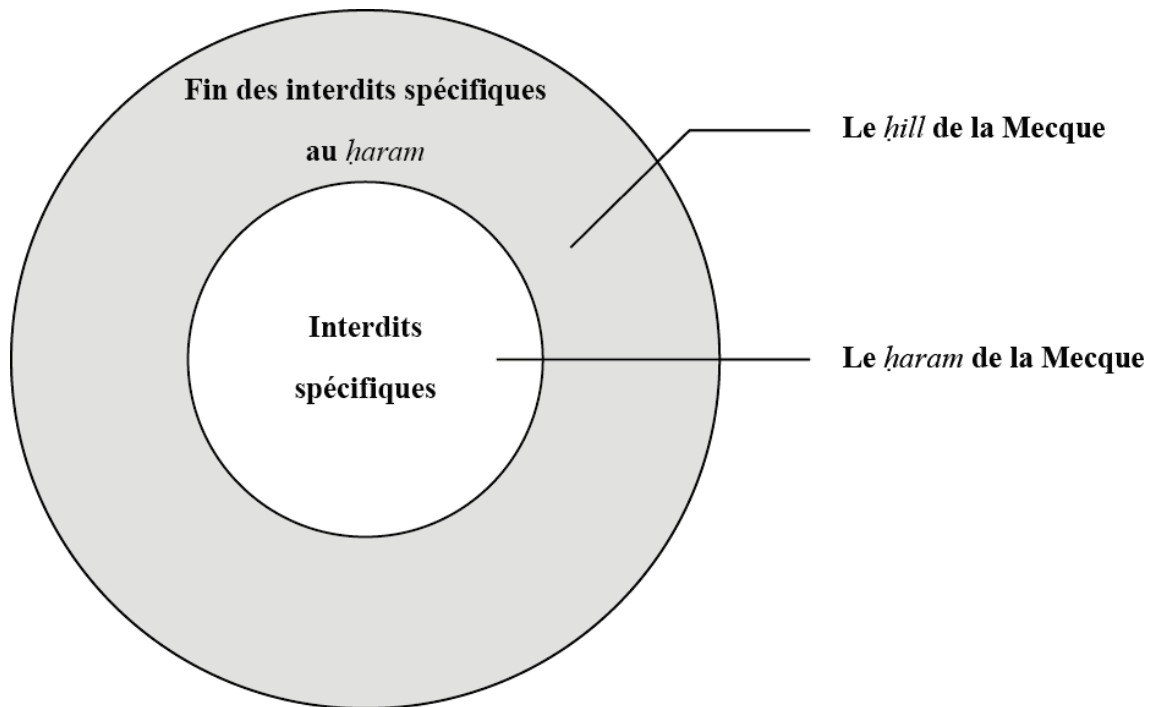 Fin des interdits spécifiques
au ḥaram
Le ḥill de la Mecque
Interdits
spécifiques
Le ḥaram de la Mecque